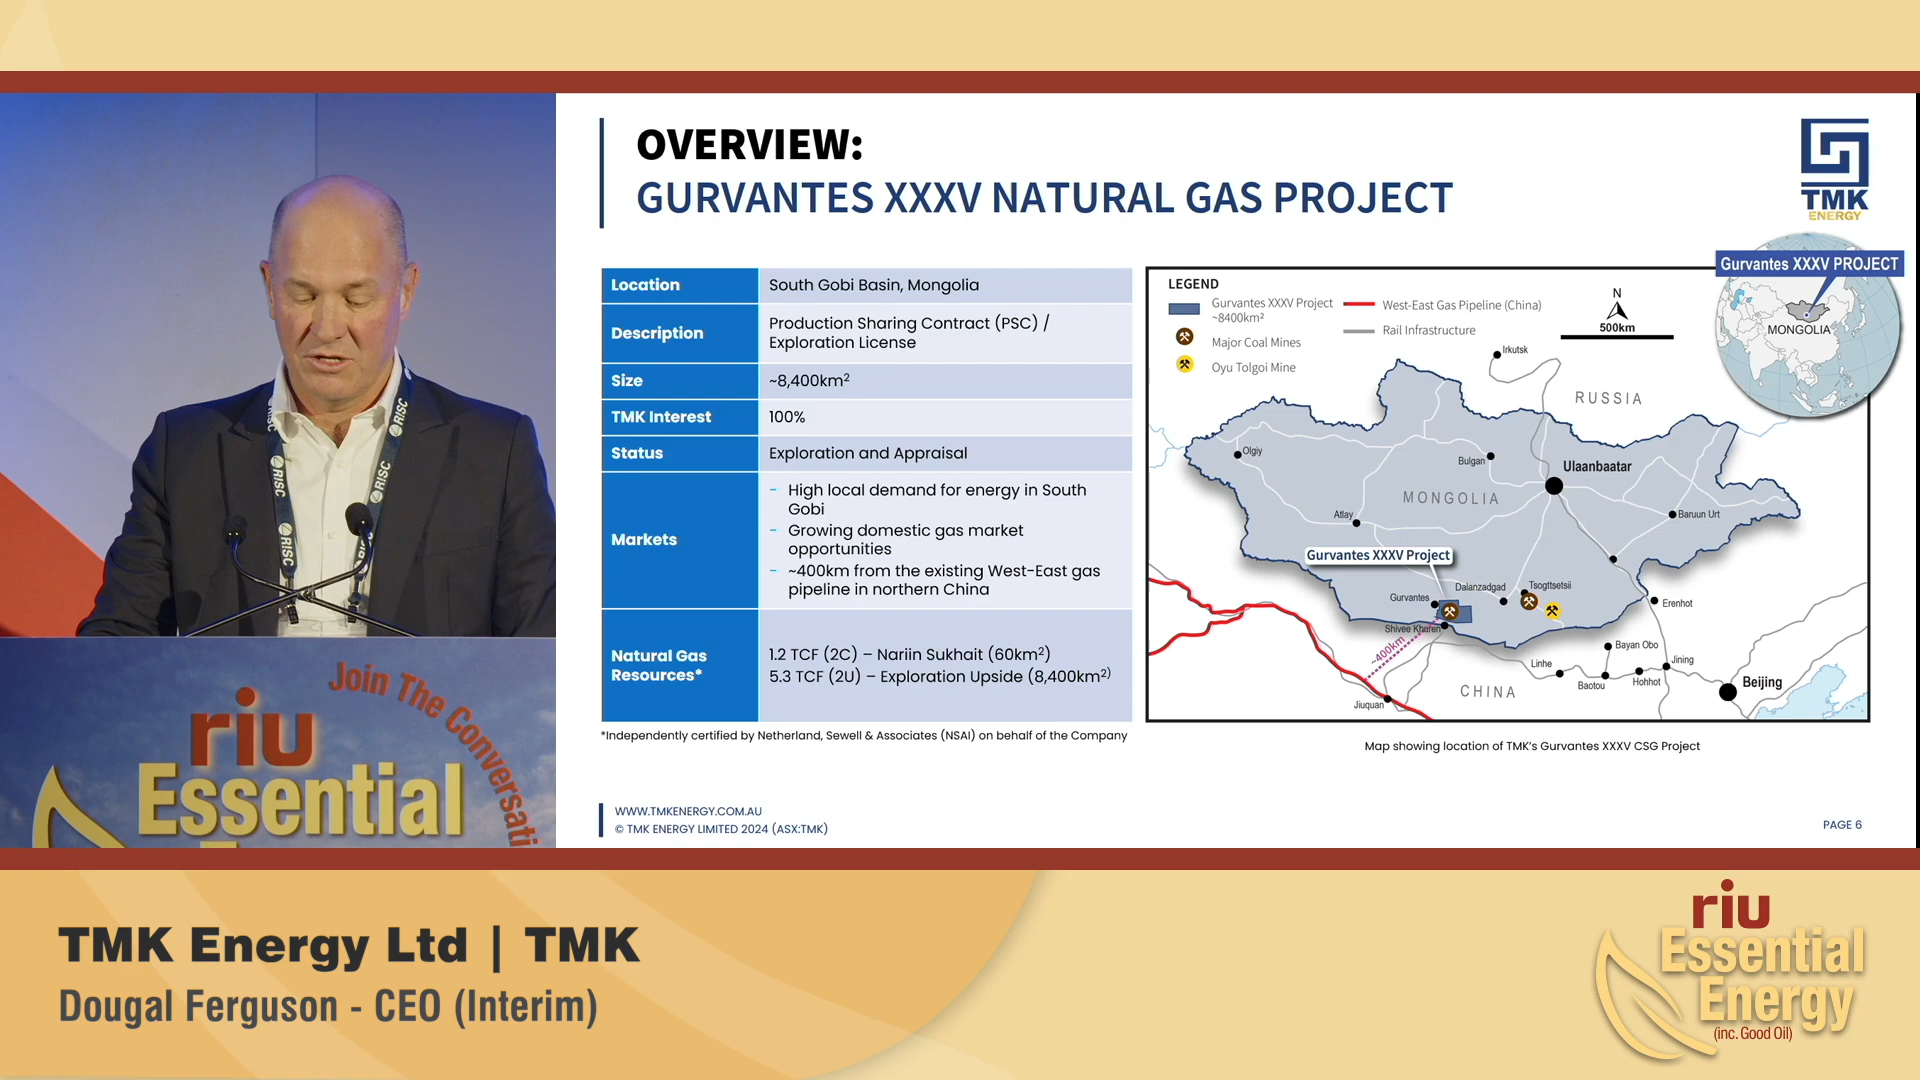 OVERVIEW:
GURVANTES XXXV NATURAL GAS PROJECT
TMK
ENERGY
Location
South Gobi Basin, Mongolia
Description
Production Sharing Contract (PSC) /
Exploration License
Size
~8,400km²
TMK Interest
100%
Status
Exploration and Appraisal
Markets
- High local demand for energy in South
Gobi
- Growing domestic gas market
opportunities
- ~400km from the existing West-East gas
pipeline in northern China
Natural Gas
Resources*
1.2 TCF (2C) – Nariin Sukhait (60km²)
5.3 TCF (2U) – Exploration Upside (8,400km²)
*Independently certified by Netherland, Sewell & Associates (NSAI) on behalf of the Company
LEGEND
Gurvantes XXXV Project
~8400km²
Major Coal Mines
Oyu Tolgoi Mine
West-East Gas Pipeline (China)
Rail Infrastructure
N
500km
Gurvantes XXXV PROJECT
MONGOLIA
Irkutsk
RUSSIA
Olgiy
Bulgan
Ulaanbaatar
MONGOLIA
Atlay
Baruun Urt
Gurvantes XXXV Project
Dalanzadgad
Tsogttsetsii
Gurvantes
Shivee Khuren
Erenhot
~400km
Bayan Obo
Linhe
Jining
Baotou
Hohhot
Beijing
CHINA
Jiuquan
Map showing location of TMK's Gurvantes XXXV CSG Project
WWW.TMKENERGY.COM.AU
© TMK ENERGY LIMITED 2024 (ASX:TMK)
PAGE 6
RISC
RISC
RISC
RISC
RISC
Join The Conversati
riu
Essential
TMK Energy Ltd | TMK
Dougal Ferguson - CEO (Interim)
riu
Essential
Energy
(inc. Good Oil)